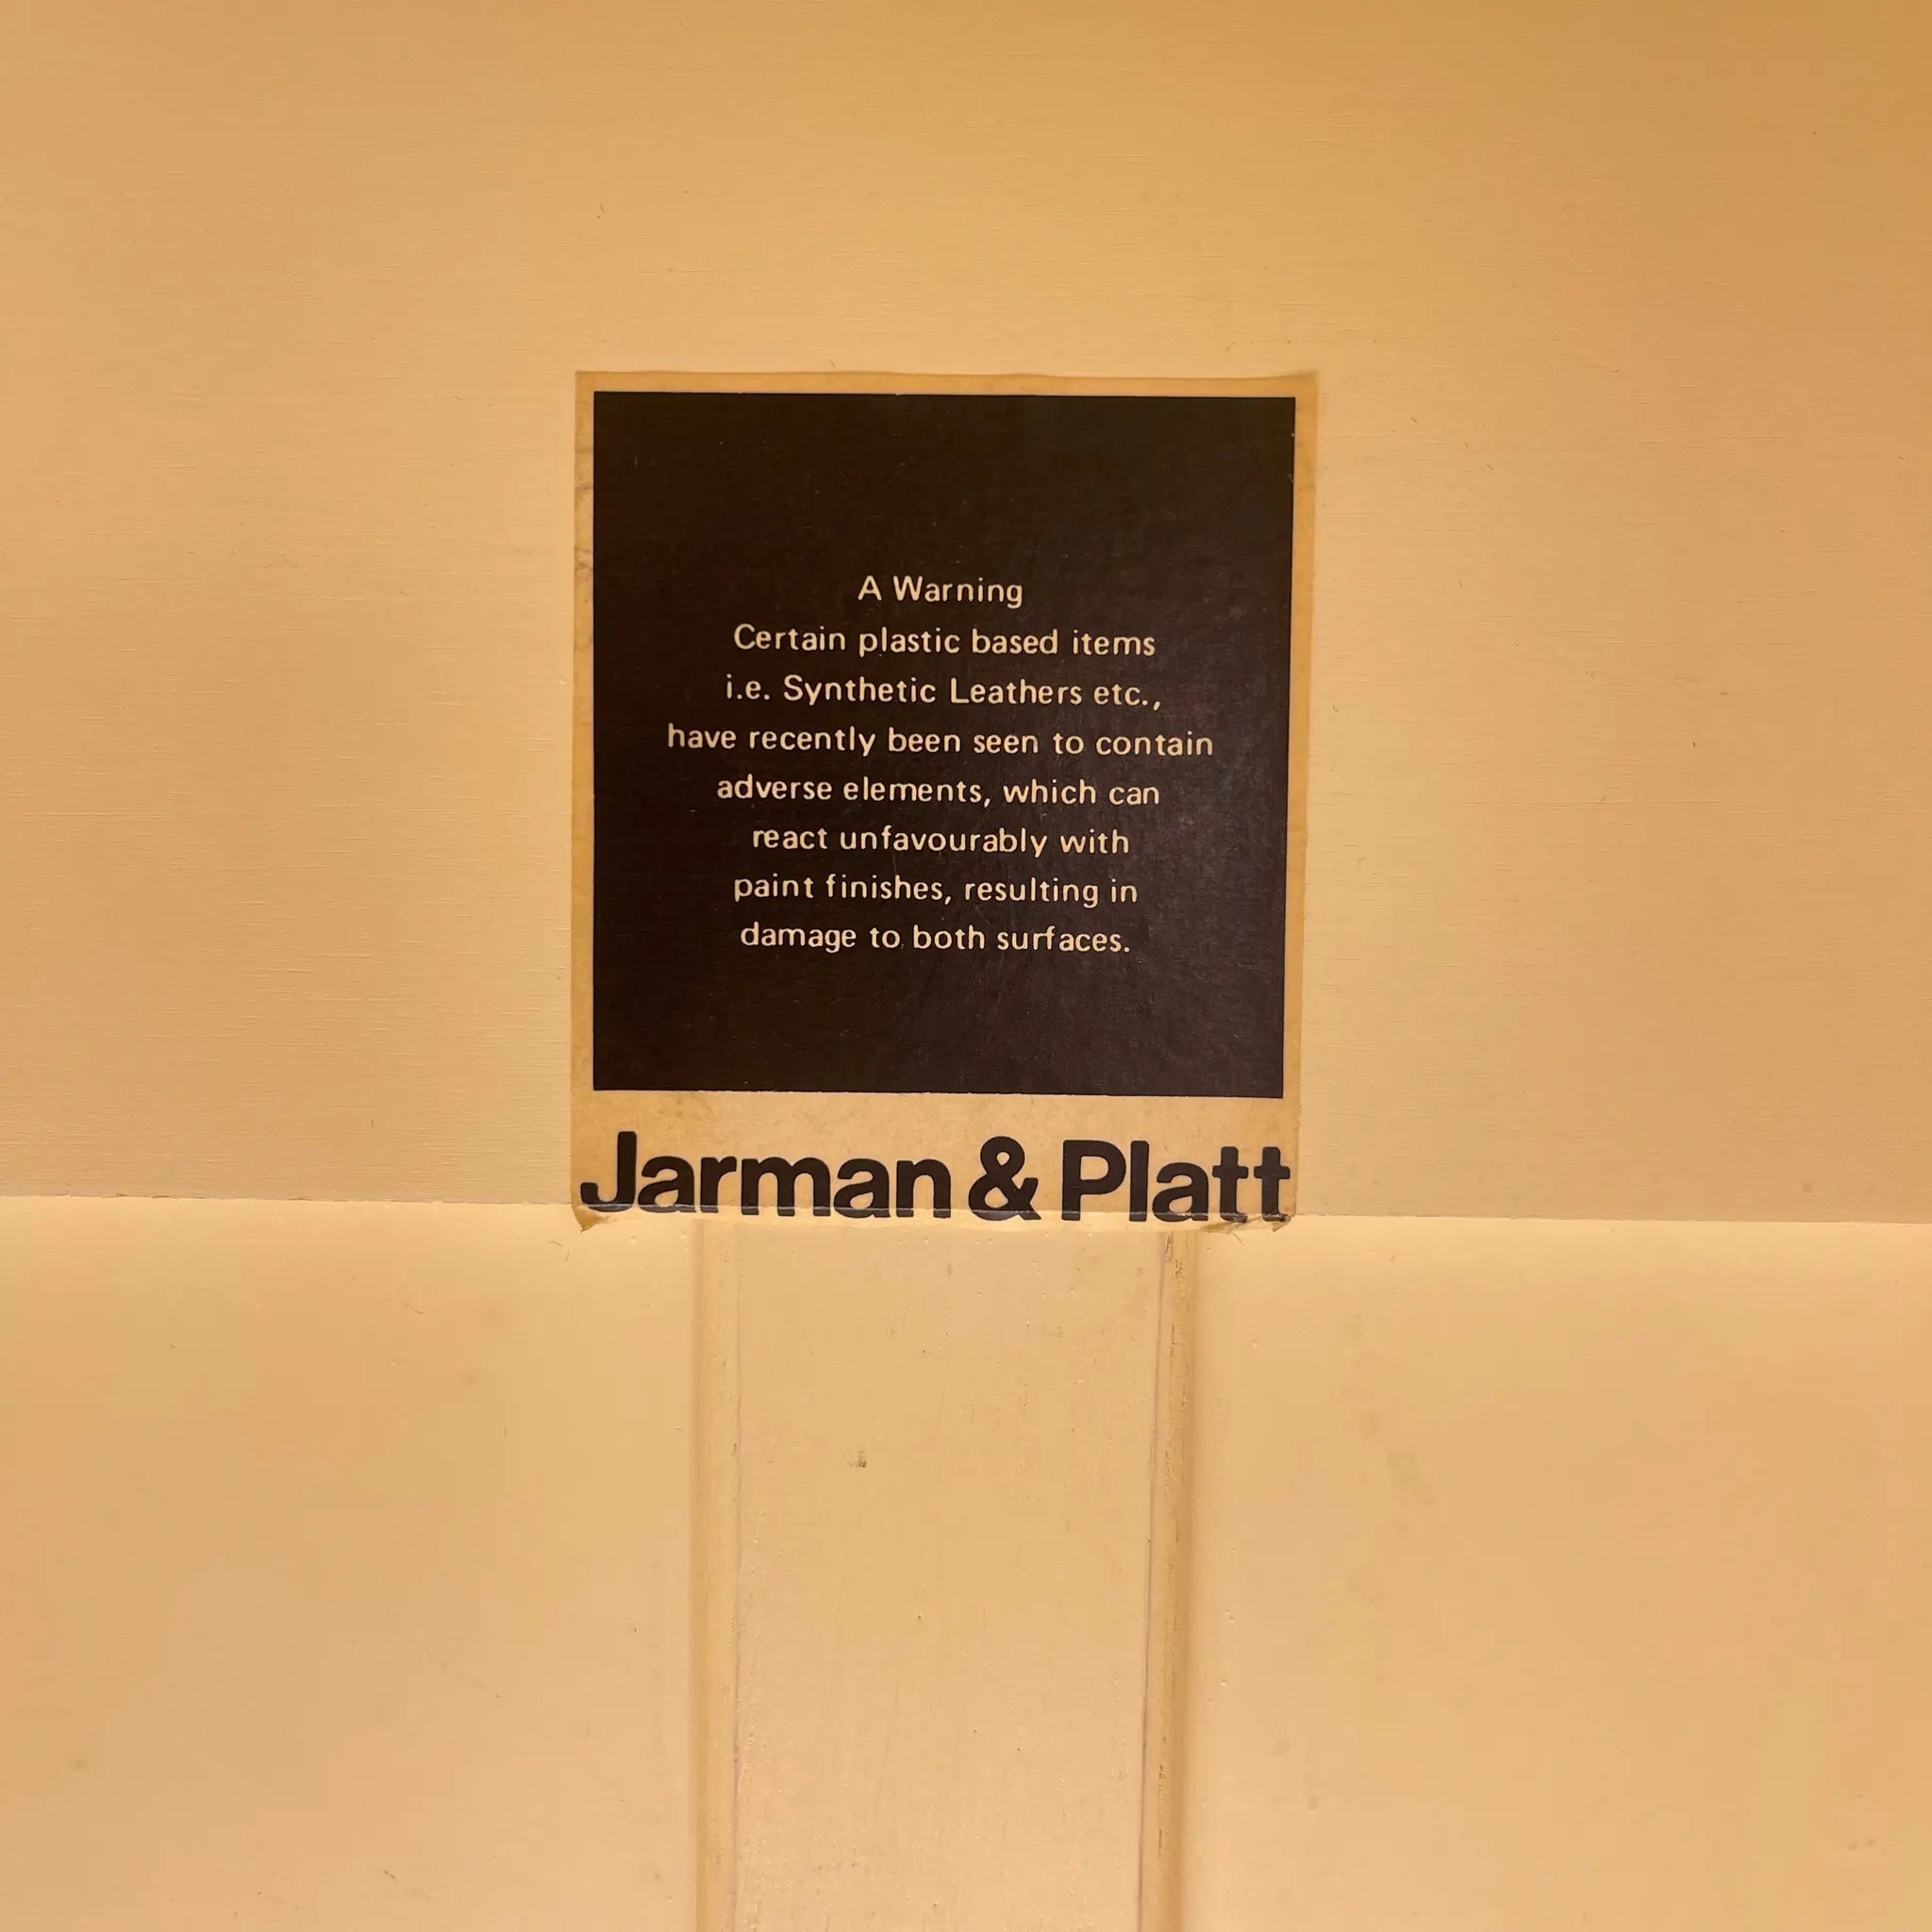 A Warning
Certain plastic based items
i.e. Synthetic Leathers etc.,
have recently been seen to contain
adverse elements, which can
react unfavourably with
paint finishes, resulting in
damage to both surfaces.
Jarman & Platt